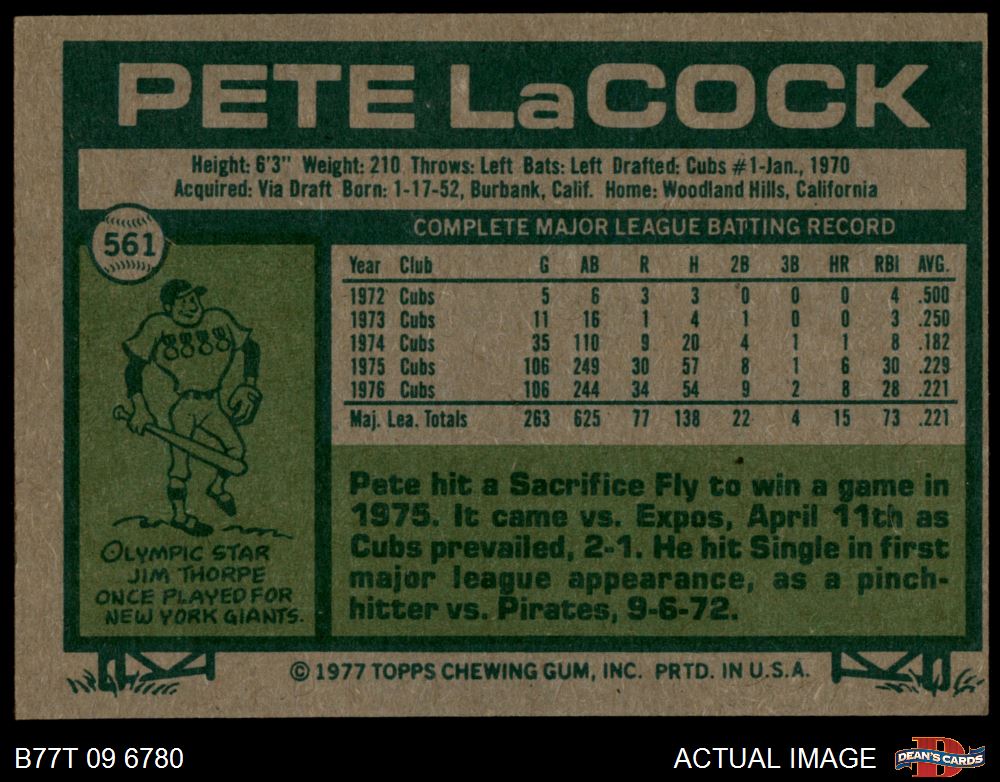 PETE LaCOCK
Height: 6'3" Weight: 210 Throws: Left Bats: Left Drafted: Cubs #1-Jan., 1970
Acquired: Via Draft Born: 1-17-52, Burbank, Calif. Home: Woodland Hills, California
561
COMPLETE MAJOR LEAGUE BATTING RECORD
Year Club G AB R H 2B 3B HR RBI AVG.
1972 Cubs 5 6 3 3 0 0 0 4 .500
1973 Cubs 11 16 1 4 1 0 0 3 .250
1974 Cubs 35 110 9 20 4 1 1 8 .182
1975 Cubs 106 249 30 57 8 1 6 30 .229
1976 Cubs 106 244 34 54 9 2 8 28 .221
Maj. Lea. Totals 263 625 77 138 22 4 15 73 .221
OLYMPIC STAR
JIM THORPE
ONCE PLAYED FOR
NEW YORK GIANTS.
Pete hit a Sacrifice Fly to win a game in
1975. It came vs. Expos, April 11th as
Cubs prevailed, 2-1. He hit Single in first
major league appearance, as a pinch-
hitter vs. Pirates, 9-6-72.
© 1977 TOPPS CHEWING GUM, INC. PRTD. IN U.S.A.
B77T 09 6780
ACTUAL IMAGE
D
DEAN'S CARDS